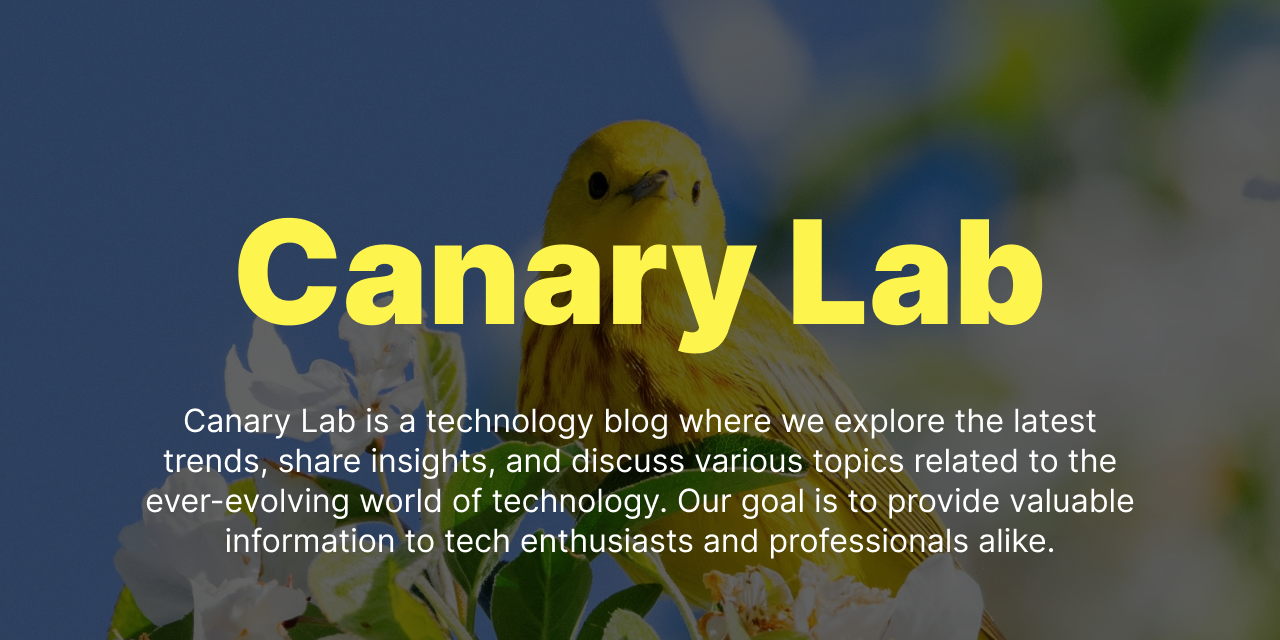 Canary Lab
Canary Lab is a technology blog where we explore the latest
trends, share insights, and discuss various topics related to the
ever-evolving world of technology. Our goal is to provide valuable
information to tech enthusiasts and professionals alike.